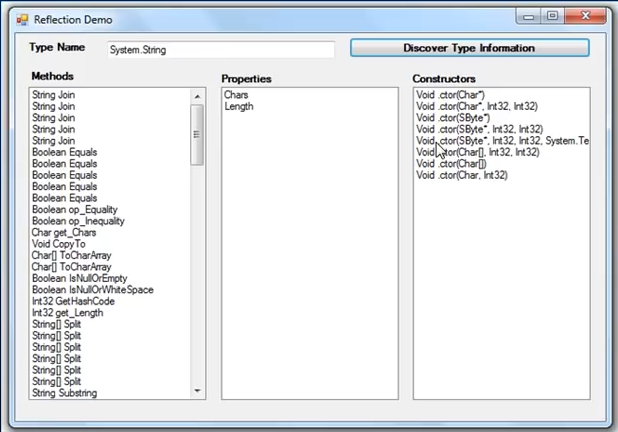 Reflection Demo
Type Name
System.String
Discover Type Information
Methods
String Join
String Join
String Join
String Join
String Join
Boolean Equals
Boolean Equals
Boolean Equals
Boolean Equals
Boolean Equals
Boolean op_Equality
Boolean op_Inequality
Char get_Chars
Void CopyTo
Char[] ToCharArray
Char[] ToCharArray
Boolean IsNullOrEmpty
Boolean IsNullOrWhiteSpace
Int32 GetHashCode
Int32 get_Length
String[] Split
String[] Split
String[] Split
String[] Split
String[] Split
String[] Split
String Substring
Properties
Chars
Length
Constructors
Void .ctor(Char*)
Void .ctor(Char*, Int32, Int32)
Void .ctor(SByte*)
Void .ctor(SByte*, Int32, Int32)
Void .ctor(SByte*, Int32, Int32, System.Te
Void .ctor(Char[], Int32, Int32)
Void .ctor(Char[])
Void .ctor(Char, Int32)